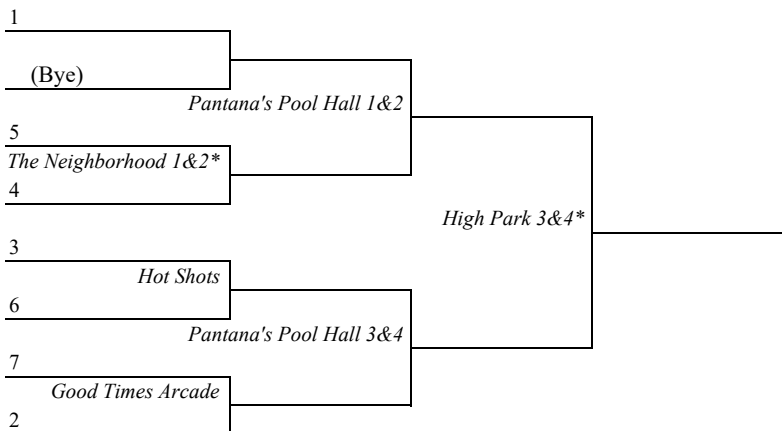 1
(Bye)
Pantana's Pool Hall 1&2
5
The Neighborhood 1&2*
4
High Park 3&4*
3
Hot Shots
6
Pantana's Pool Hall 3&4
7
Good Times Arcade
2